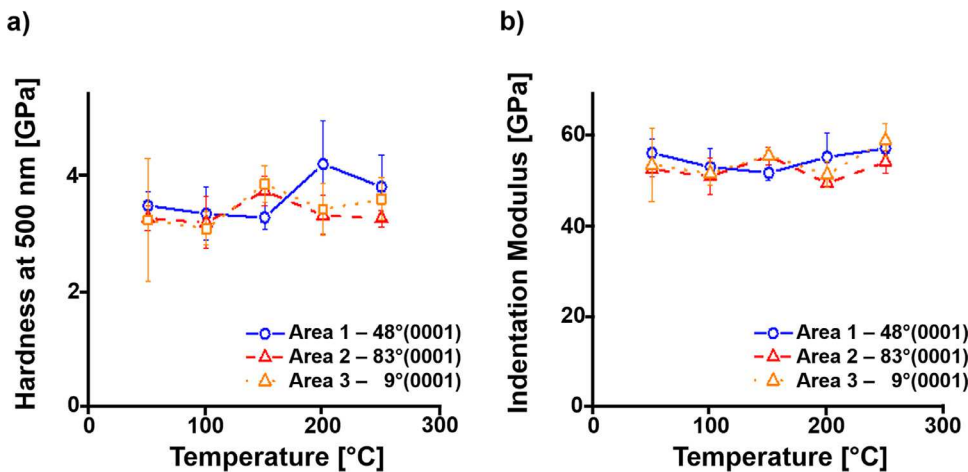 a)
Hardness at 500 nm [GPa]
4
2
0
0
100
200
300
Temperature [°C]
Area 1 – 48°(0001)
Area 2 – 83°(0001)
Area 3 – 9°(0001)
b)
Indentation Modulus [GPa]
60
40
20
0
0
100
200
300
Temperature [°C]
Area 1 – 48°(0001)
Area 2 – 83°(0001)
Area 3 – 9°(0001)